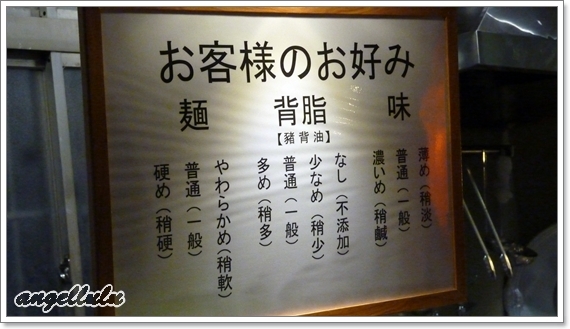 お客様のお好み
味
薄め（稍淡）
普通（一般）
濃いめ（稍鹹）
背脂
【豬背油】
なし（不添加）
少なめ（稍少）
普通（一般）
多め（稍多）
麺
やわらかめ（稍軟）
普通（一般）
硬め（稍硬）
angellulu